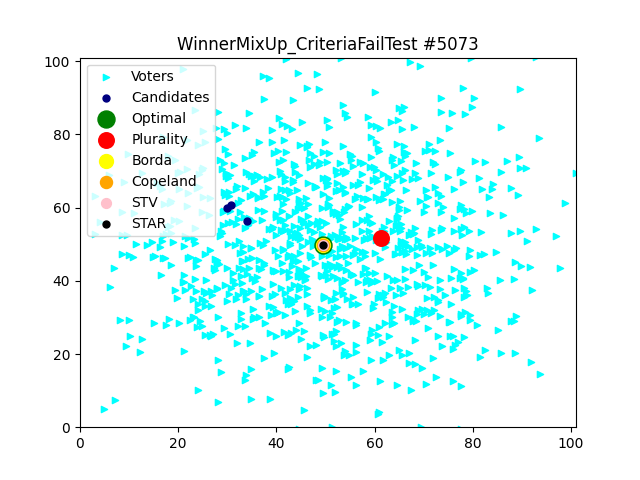 WinnerMixUp_CriteriaFailTest #5073
100
80
60
40
20
0
Voters
Candidates
Optimal
Plurality
Borda
Copeland
STV
STAR
0 20 40 60 80 100